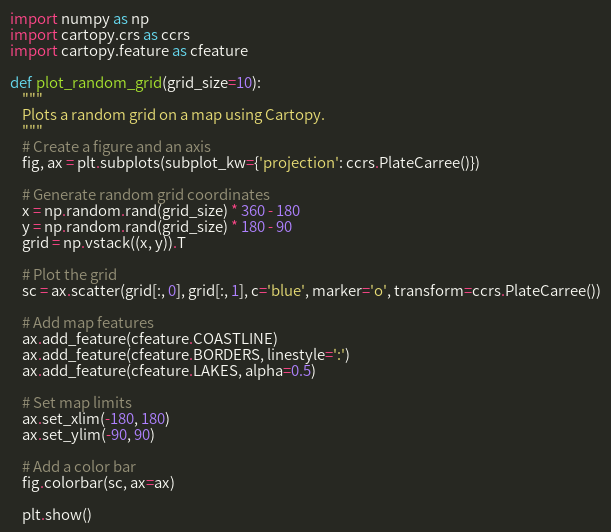 import numpy as np
import cartopy.crs as ccrs
import cartopy.feature as cfeature

def plot_random_grid(grid_size=10):
    """
    Plots a random grid on a map using Cartopy.
    """
    # Create a figure and an axis
    fig, ax = plt.subplots(subplot_kw={'projection': ccrs.PlateCarree()})

    # Generate random grid coordinates
    x = np.random.rand(grid_size) * 360 - 180
    y = np.random.rand(grid_size) * 180 - 90
    grid = np.vstack((x, y)).T

    # Plot the grid
    sc = ax.scatter(grid[:, 0], grid[:, 1], c='blue', marker='o', transform=ccrs.PlateCarree())

    # Add map features
    ax.add_feature(cfeature.COASTLINE)
    ax.add_feature(cfeature.BORDERS, linestyle=':')
    ax.add_feature(cfeature.LAKES, alpha=0.5)

    # Set map limits
    ax.set_xlim(-180, 180)
    ax.set_ylim(-90, 90)

    # Add a color bar
    fig.colorbar(sc, ax=ax)

    plt.show()